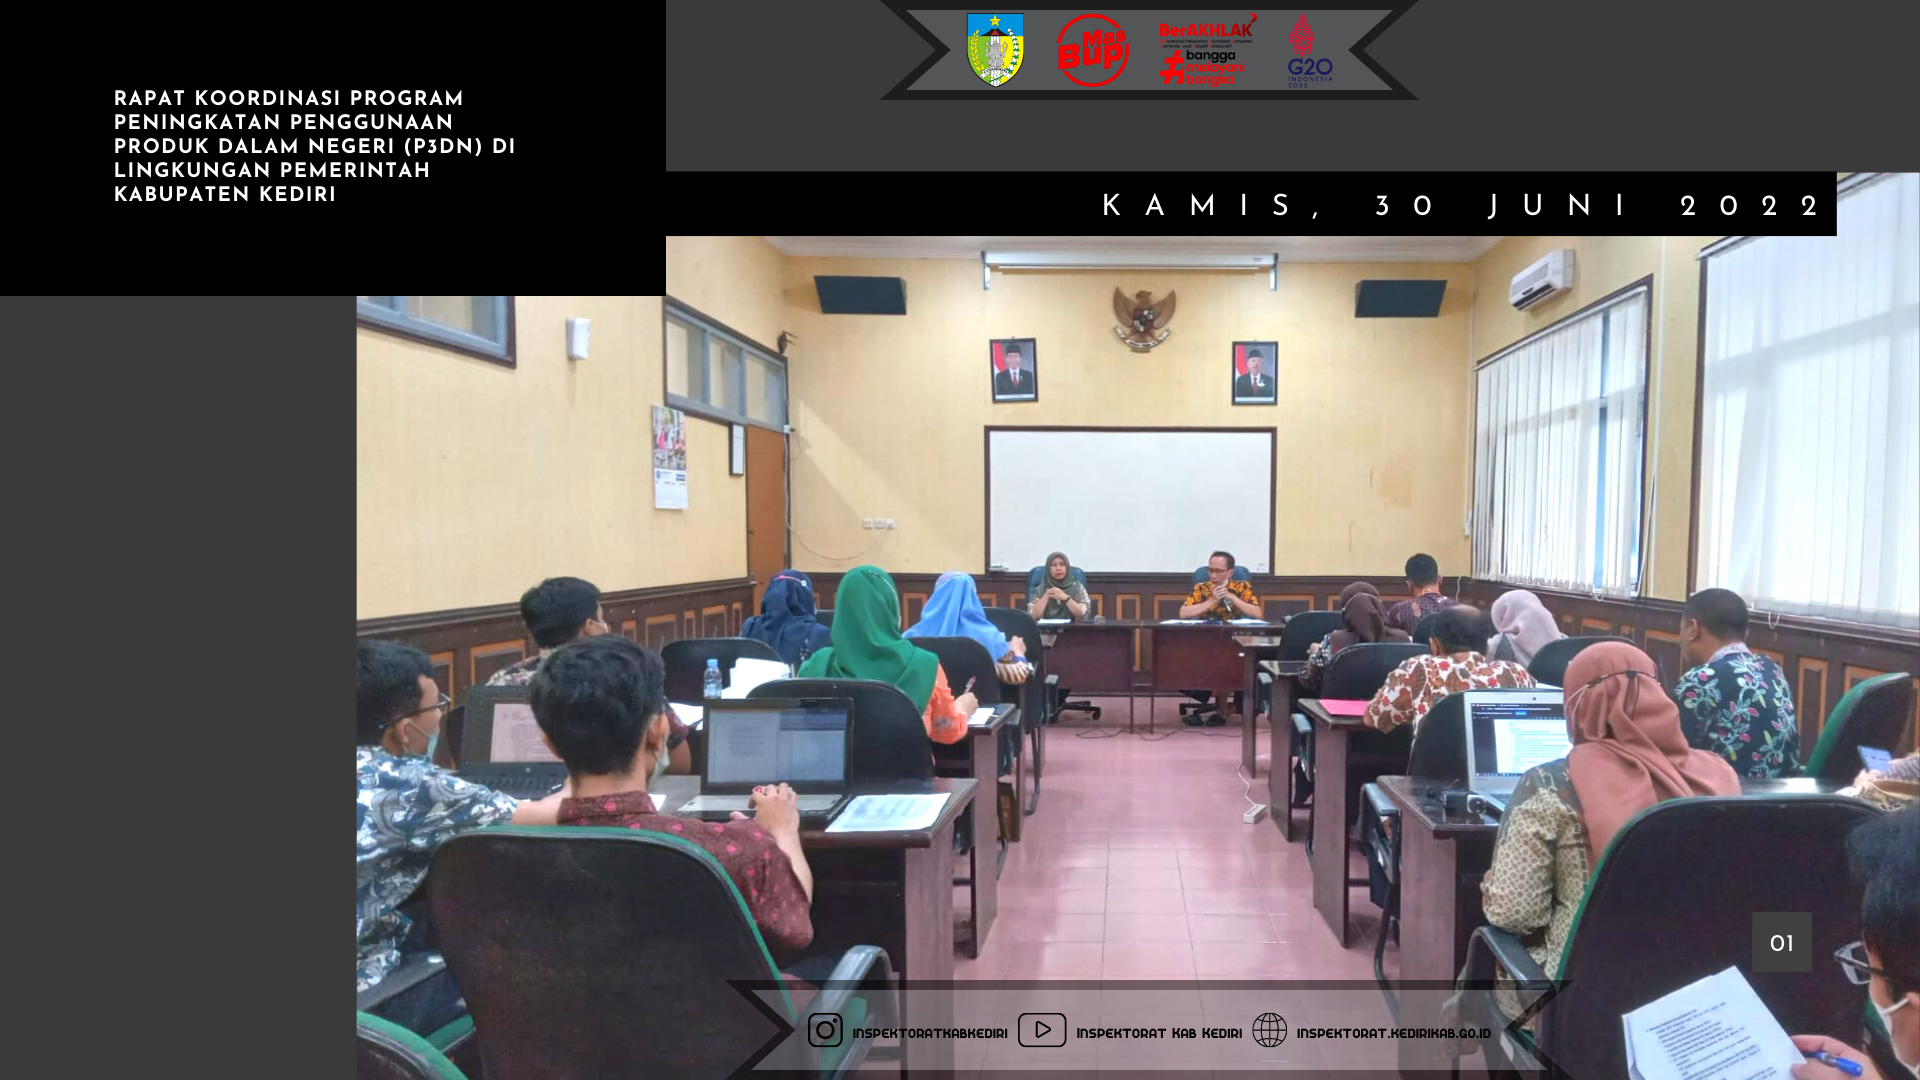 RAPAT KOORDINASI PROGRAM
PENINGKATAN PENGGUNAAN
PRODUK DALAM NEGERI (P3DN) DI
LINGKUNGAN PEMERINTAH
KABUPATEN KEDIRI
Mas
BUP
BerAKHLAK
# bangga
melayani
bangsa
G20
INDONESIA
2022
KAMIS, 30 JUNI 2022
01
INSPEKTORATKABKEDIRI
INSPEKTORAT KAB KEDIRI
INSPEKTORAT.KEDIRIKAB.GO.ID